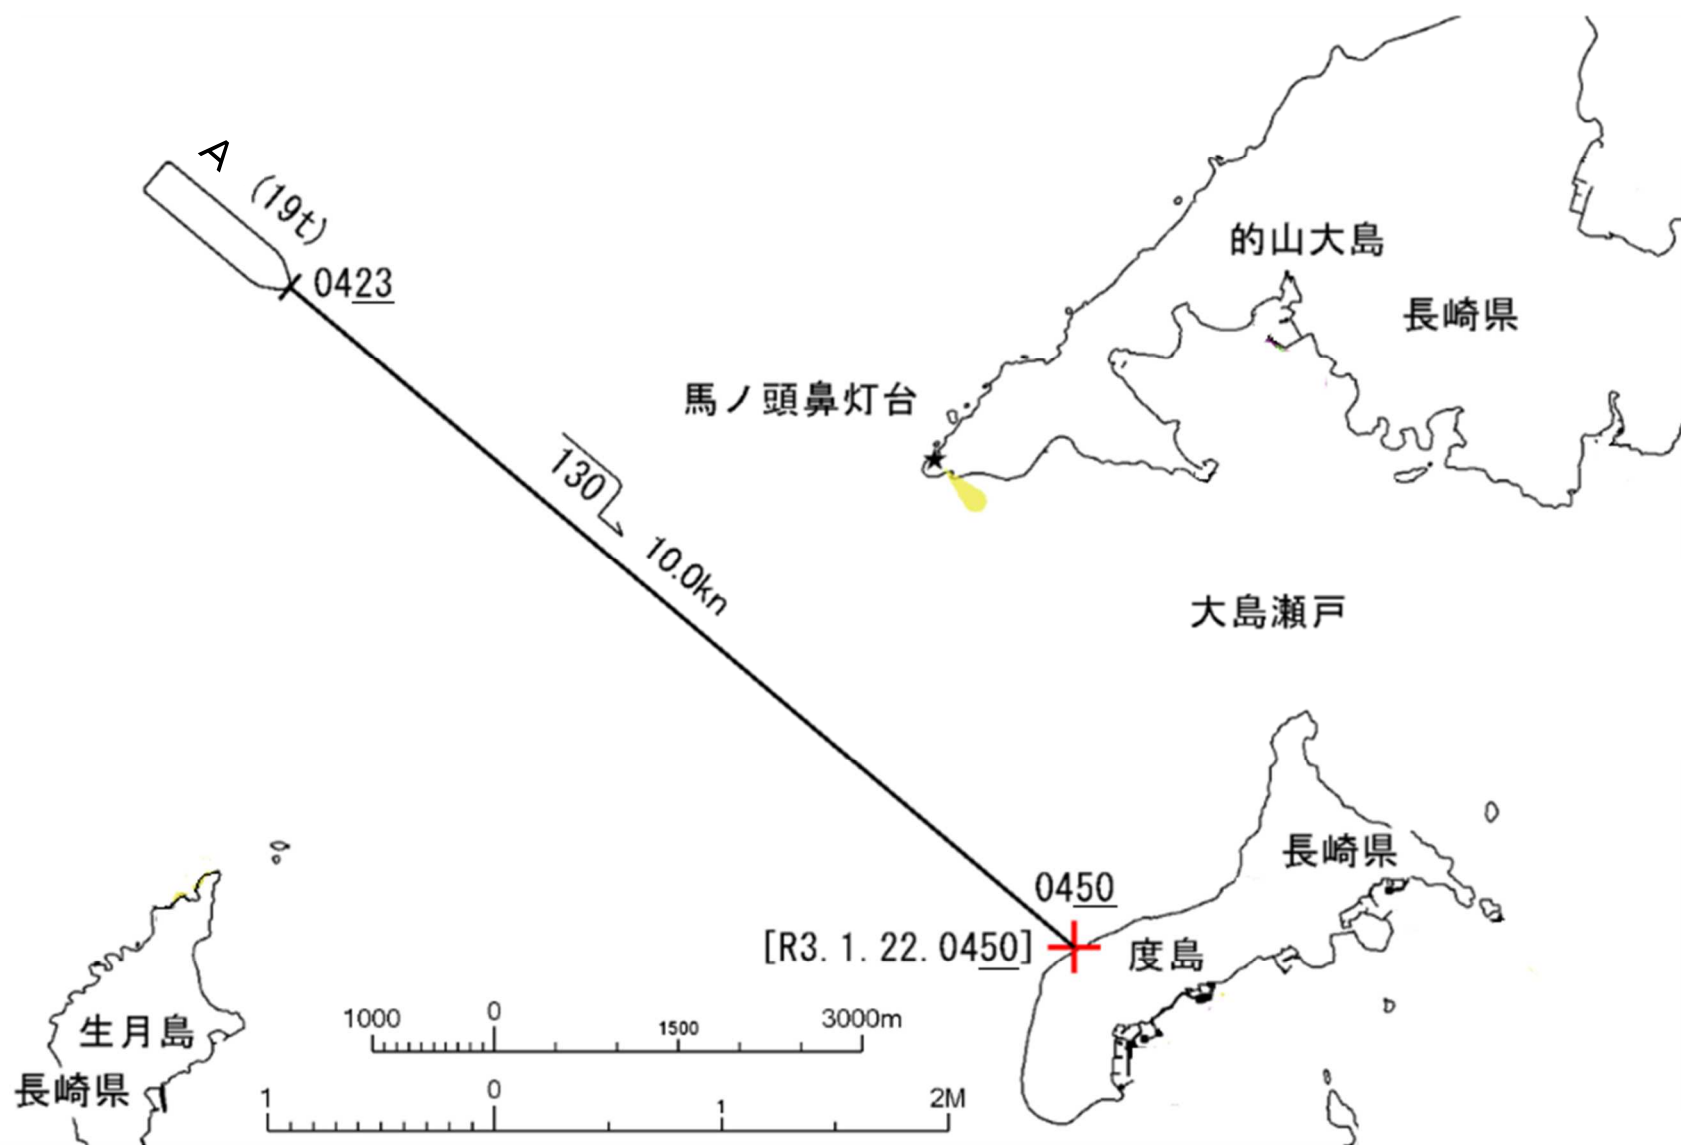 A (19t)
0423
的山大島
長崎県
馬ノ頭鼻灯台
130
10.0kn
大島瀬戸
長崎県
0450
[R3.1.22.0450]
度島
生月島
長崎県
1000 0 1500 3000m
1 0 1 2M